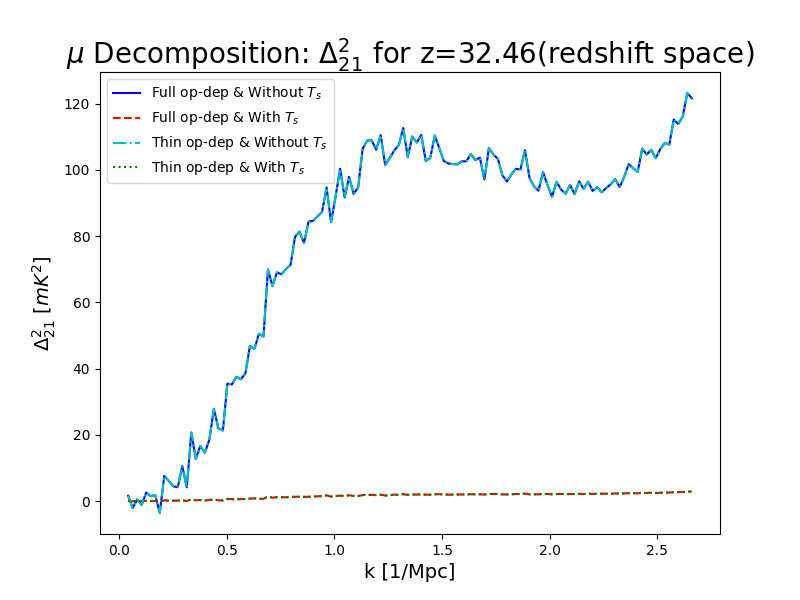 μ Decomposition: Δ²₂₁ for z=32.46(redshift space)
Full op-dep & Without Tₛ
Full op-dep & With Tₛ
Thin op-dep & Without Tₛ
Thin op-dep & With Tₛ
120
100
80
60
40
20
0
Δ²₂₁ [mK²]
0.0 0.5 1.0 1.5 2.0 2.5
k [1/Mpc]